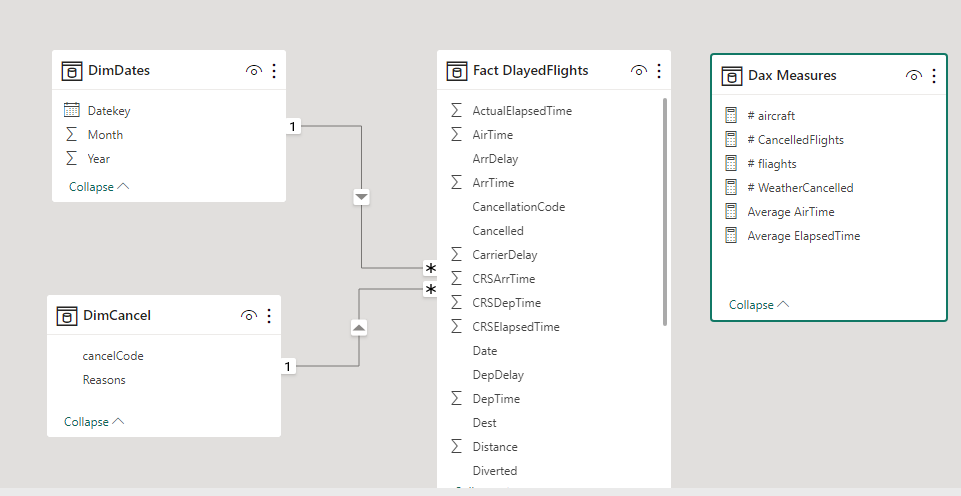 DimDates
Datekey
Month
Year
Collapse
1
DimCancel
cancelCode
Reasons
Collapse
1
Fact DlayedFlights
ActualElapsedTime
AirTime
ArrDelay
ArrTime
CancellationCode
Cancelled
CarrierDelay
CRSArrTime
CRSDepTime
CRSElapsedTime
Date
DepDelay
DepTime
Dest
Distance
Diverted
*
*
Dax Measures
# aircraft
# CancelledFlights
# fliaghts
# WeatherCancelled
Average AirTime
Average ElapsedTime
Collapse